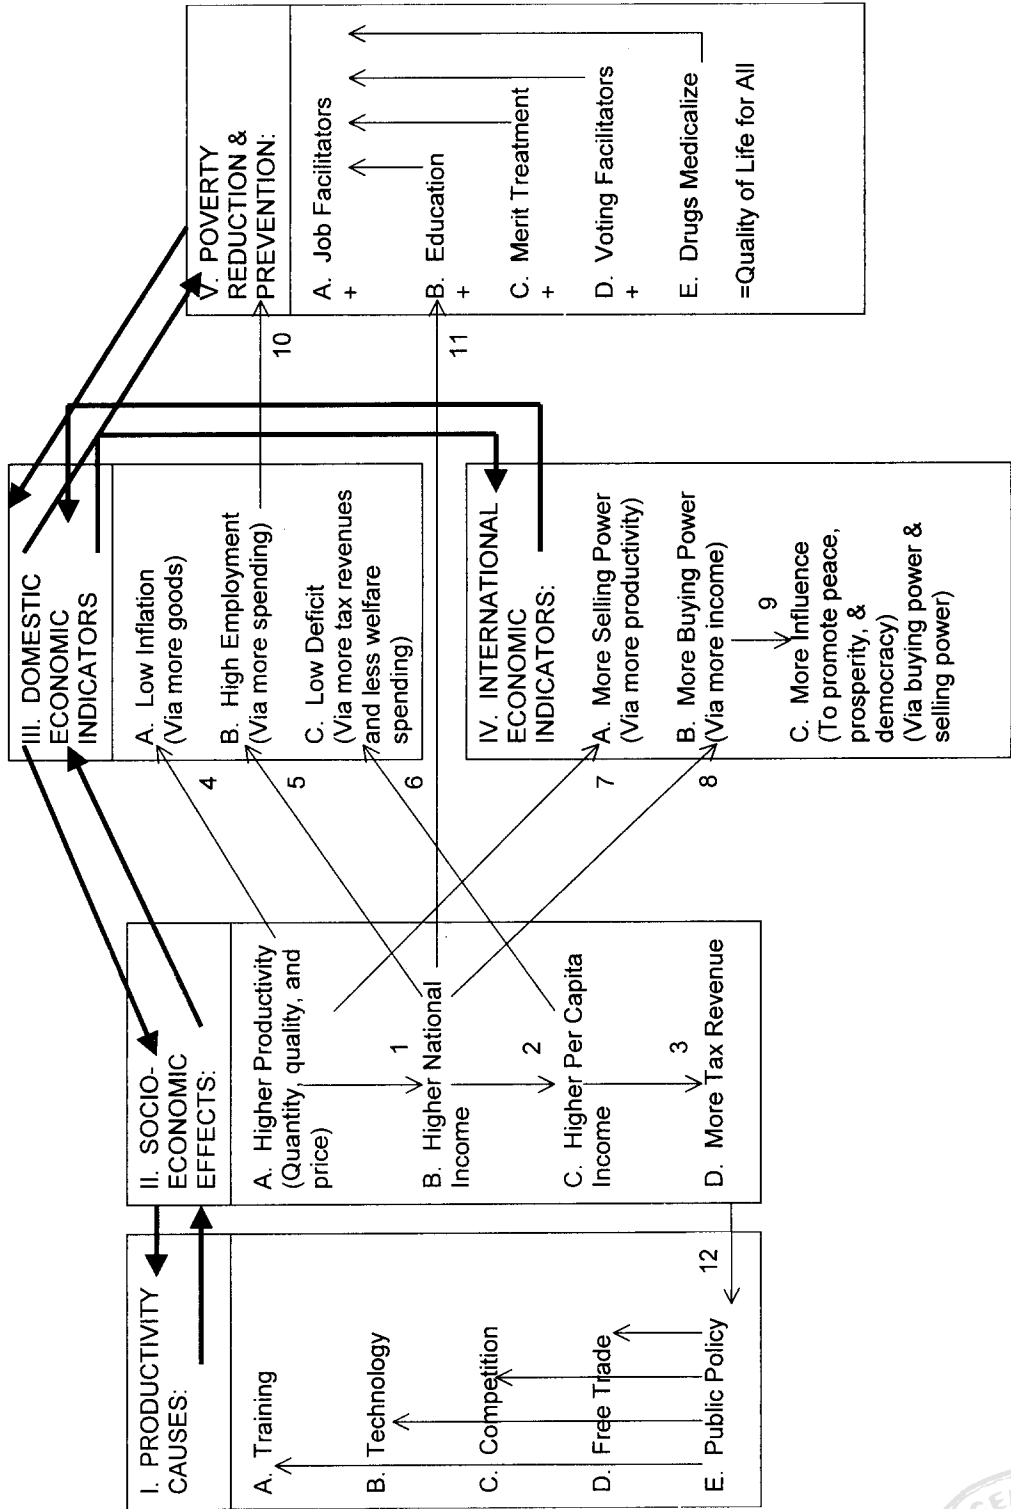 I. PRODUCTIVITY
CAUSES:
A. Training
B. Technology
C. Competition
D. Free Trade
E. Public Policy
12
II. SOCIO-
ECONOMIC
EFFECTS:
A. Higher Productivity
(Quantity, quality, and
price)
1
B. Higher National
Income
2
C. Higher Per Capita
Income
3
D. More Tax Revenue
III. DOMESTIC
ECONOMIC
INDICATORS
A. Low Inflation
(Via more goods)
4
B. High Employment
(Via more spending)
5
C. Low Deficit
(Via more tax revenues
and less welfare
spending)
6
IV. INTERNATIONAL
ECONOMIC
INDICATORS:
A. More Selling Power
(Via more productivity)
7
B. More Buying Power
(Via more income)
8
9
C. More Influence
(To promote peace,
prosperity, &
democracy)
(Via buying power &
selling power)
V. POVERTY
REDUCTION &
PREVENTION:
10
A. Job Facilitators
+
B. Education
+
11
C. Merit Treatment
+
D. Voting Facilitators
+
E. Drugs Medicalize
=Quality of Life for All